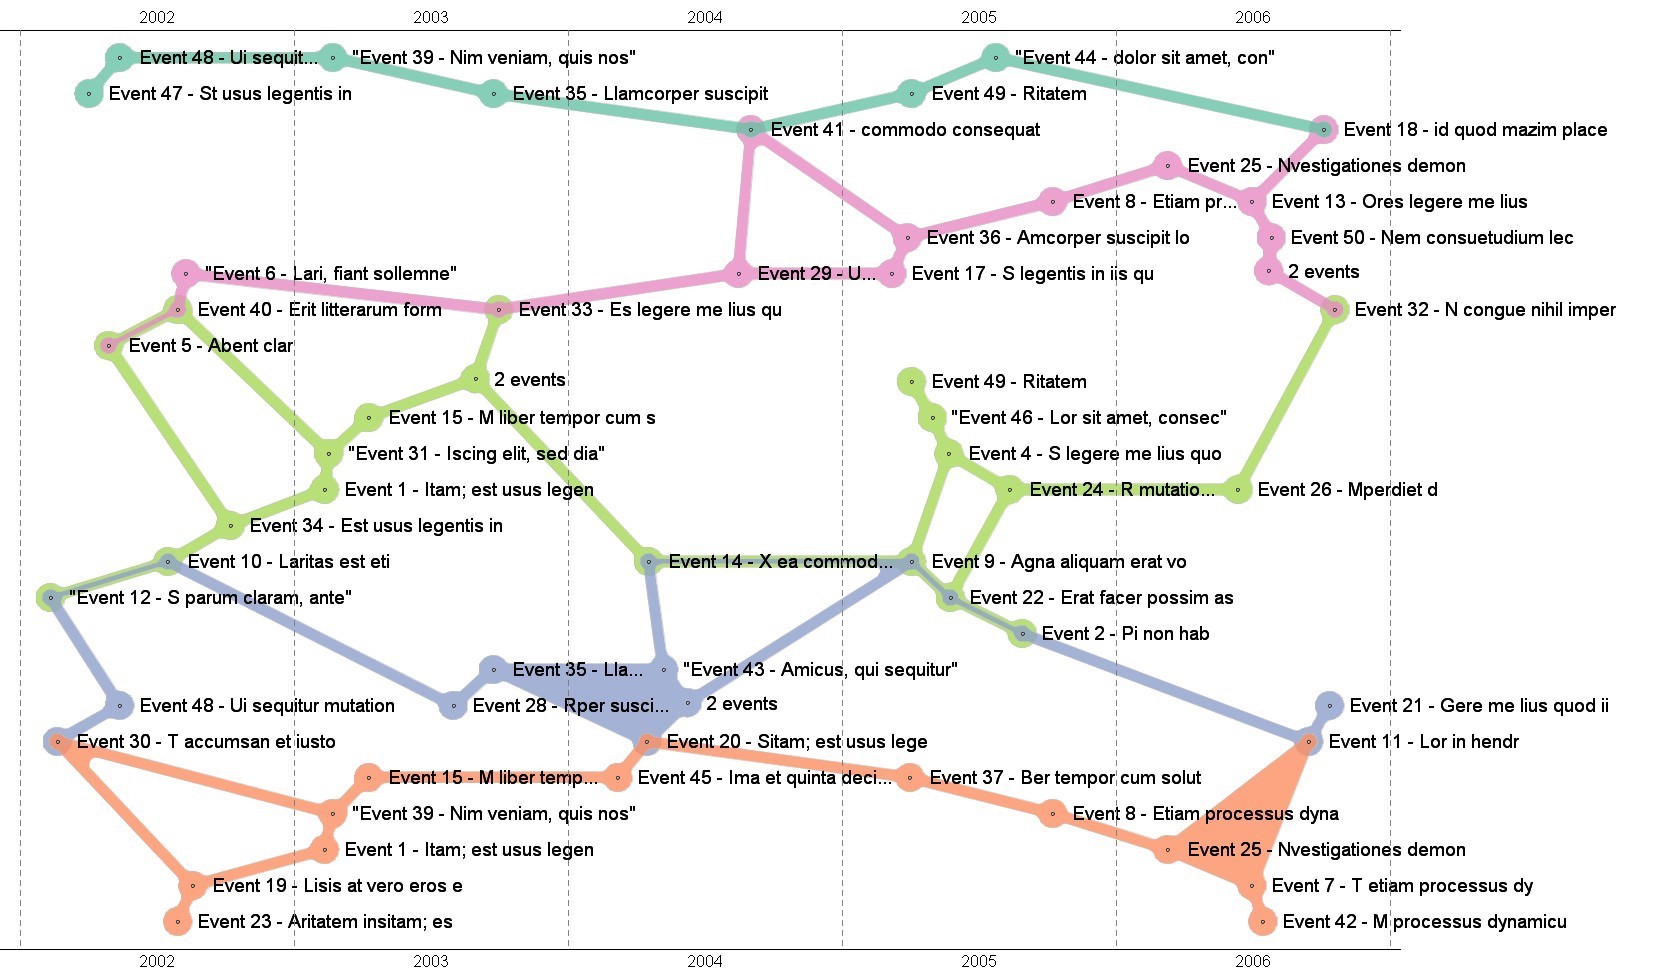 2002 2003 2004 2005 2006
Event 48 - Ui sequit... "Event 39 - Nim veniam, quis nos" "Event 44 - dolor sit amet, con"
Event 47 - St usus legentis in Event 35 - Llamcorper suscipit Event 49 - Ritatem
Event 41 - commodo consequat Event 18 - id quod mazim place
Event 25 - Nvestigationes demon
Event 8 - Etiam pr... Event 13 - Ores legere me lius
Event 36 - Amcorper suscipit lo Event 50 - Nem consuetudium lec
"Event 6 - Lari, fiant sollemne" Event 29 - U... Event 17 - S legentis in iis qu 2 events
Event 40 - Erit litterarum form Event 33 - Es legere me lius qu Event 32 - N congue nihil imper
Event 5 - Abent clar
2 events Event 49 - Ritatem
Event 15 - M liber tempor cum s "Event 46 - Lor sit amet, consec"
"Event 31 - Iscing elit, sed dia" Event 4 - S legere me lius quo
Event 1 - Itam; est usus legen Event 24 - R mutatio... Event 26 - Mperdiet d
Event 34 - Est usus legentis in
Event 10 - Laritas est eti Event 14 - X ea commod... Event 9 - Agna aliquam erat vo
"Event 12 - S parum claram, ante" Event 22 - Erat facer possim as
Event 2 - Pi non hab
Event 35 - Lla... "Event 43 - Amicus, qui sequitur"
Event 48 - Ui sequitur mutation Event 28 - Rper susci... 2 events Event 21 - Gere me lius quod ii
Event 30 - T accumsan et iusto Event 20 - Sitam; est usus lege Event 11 - Lor in hendr
Event 15 - M liber temp... Event 45 - Ima et quinta deci... Event 37 - Ber tempor cum solut
"Event 39 - Nim veniam, quis nos" Event 8 - Etiam processus dyna
Event 1 - Itam; est usus legen Event 25 - Nvestigationes demon
Event 19 - Lisis at vero eros e Event 7 - T etiam processus dy
Event 23 - Aritatem insitam; es Event 42 - M processus dynamicu
2002 2003 2004 2005 2006